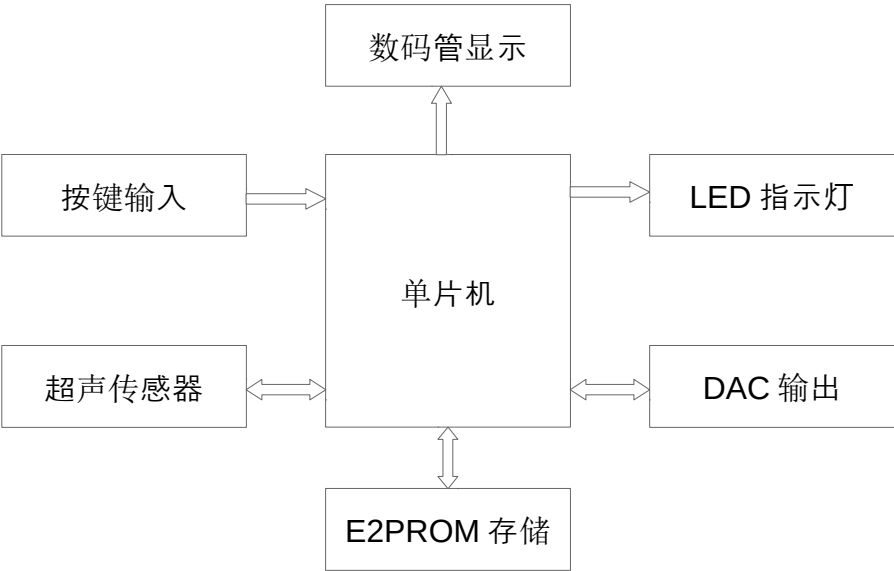 数码管显示
按键输入
LED 指示灯
单片机
超声传感器
DAC 输出
E2PROM 存储